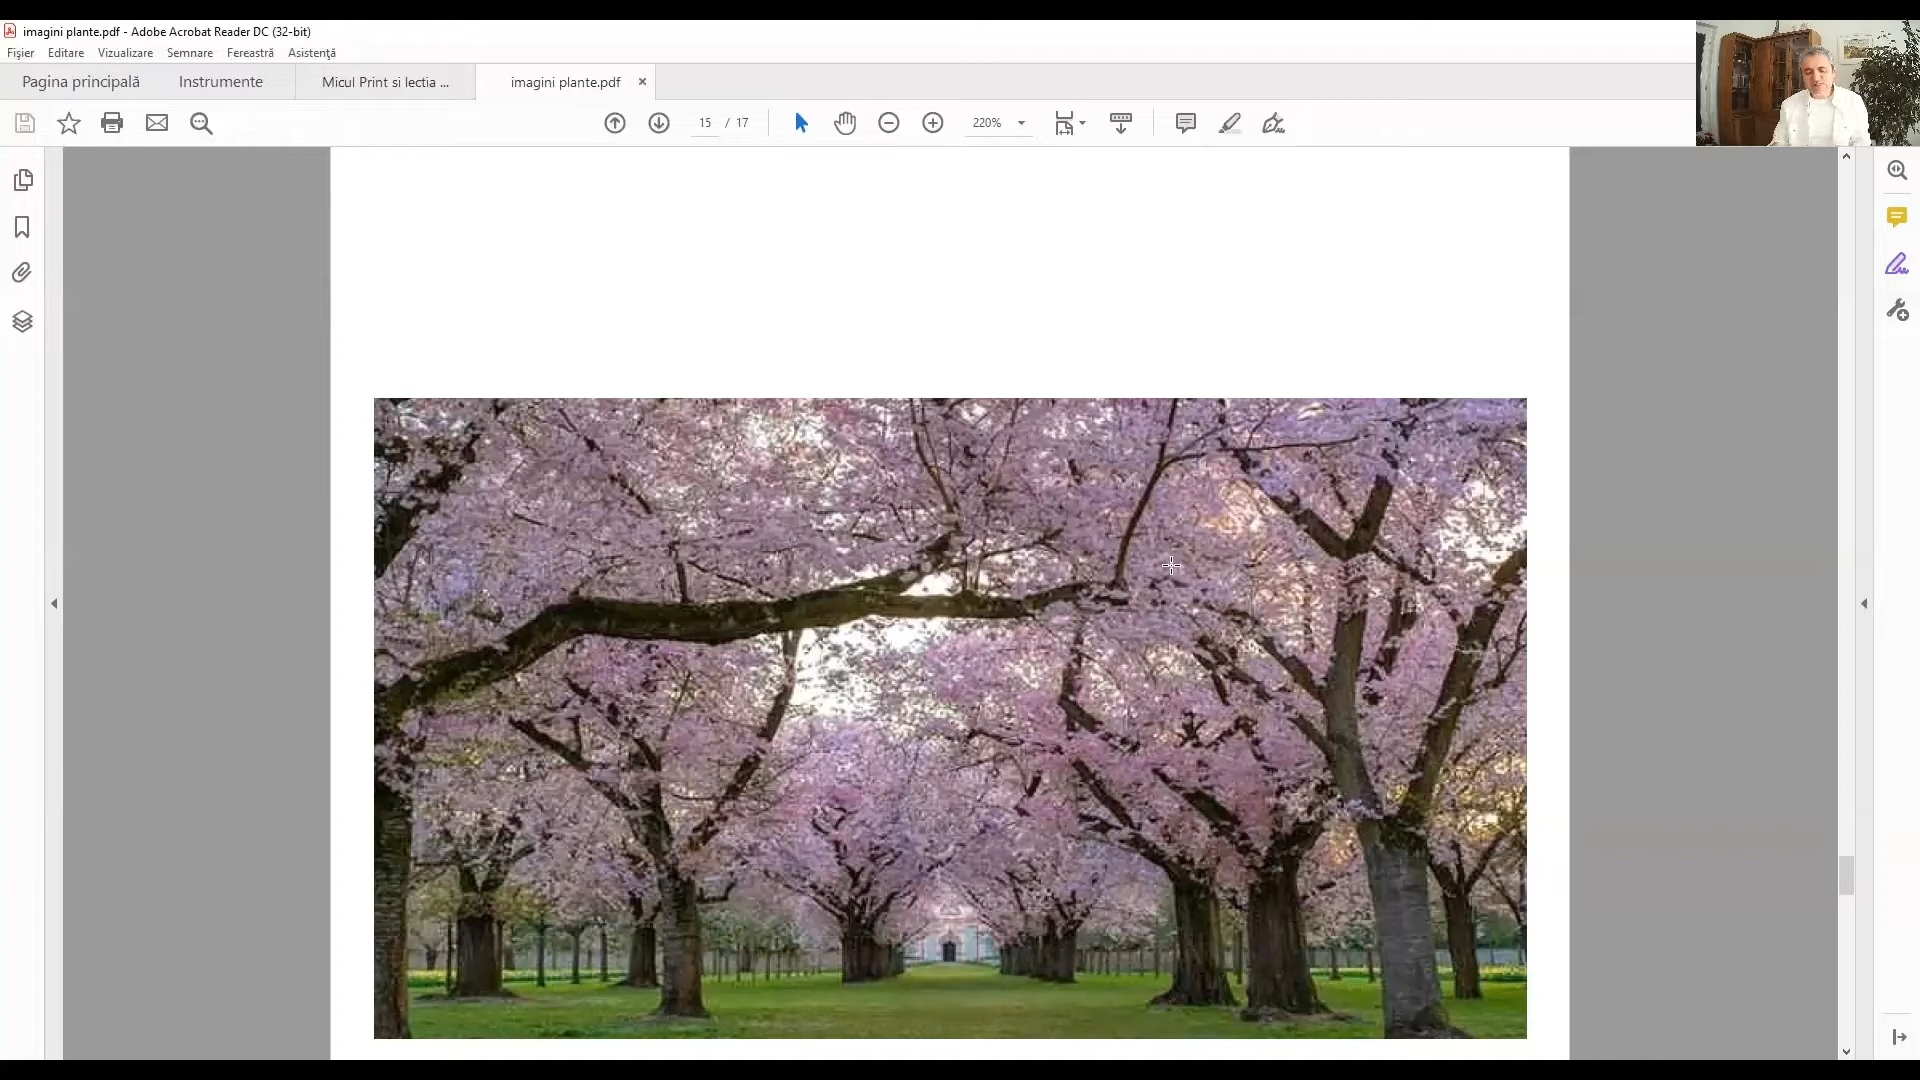 imagini plante.pdf - Adobe Acrobat Reader DC (32-bit)
Fișier Editare Vizualizare Semnare Fereastră Asistență
Pagina principală Instrumente Micul Print si lectia ... imagini plante.pdf
15 / 17 220%